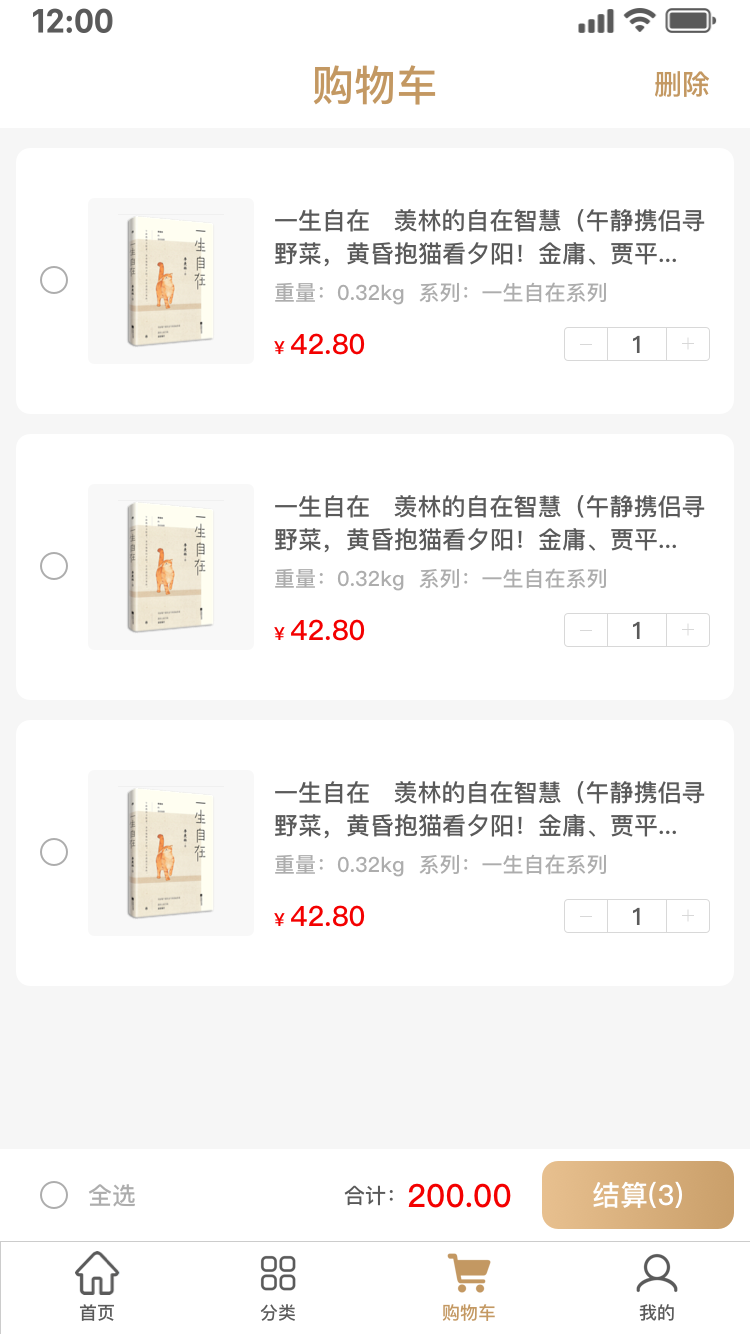 12:00
购物车
删除
一生自在
一生自在 羡林的自在智慧（午静携侣寻
野菜，黄昏抱猫看夕阳！金庸、贾平...
重量：0.32kg 系列：一生自在系列
¥ 42.80
1
一生自在
一生自在 羡林的自在智慧（午静携侣寻
野菜，黄昏抱猫看夕阳！金庸、贾平...
重量：0.32kg 系列：一生自在系列
¥ 42.80
1
一生自在
一生自在 羡林的自在智慧（午静携侣寻
野菜，黄昏抱猫看夕阳！金庸、贾平...
重量：0.32kg 系列：一生自在系列
¥ 42.80
1
全选
合计：200.00
结算(3)
首页
分类
购物车
我的